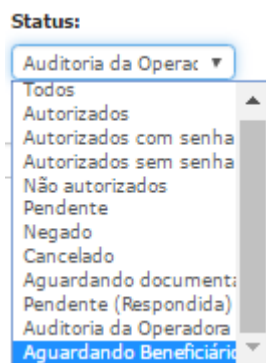 Status:
Auditoria da Operac
Todos
Autorizados
Autorizados com senha
Autorizados sem senha
Não autorizados
Pendente
Negado
Cancelado
Aguardando documenta
Pendente (Respondida)
Auditoria da Operadora
Aguardando Beneficiário